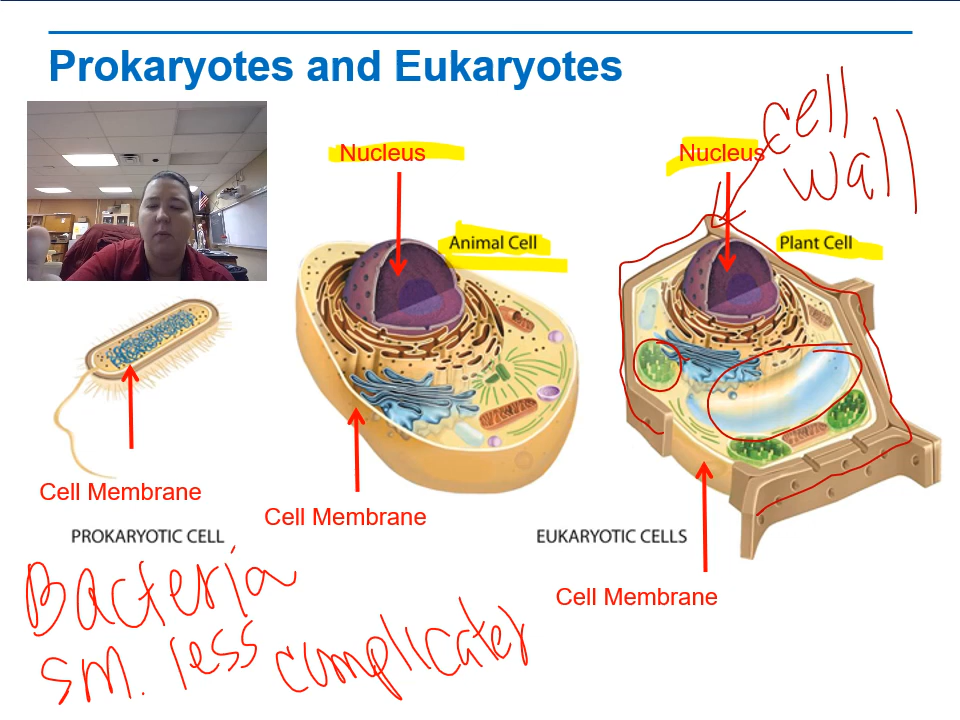 Prokaryotes and Eukaryotes
cell
wall
Nucleus
Nucleus
Animal Cell
Plant Cell
Cell Membrane
Cell Membrane
PROKARYOTIC CELL
EUKARYOTIC CELLS
Cell Membrane
Bacteria
sm. less complicated